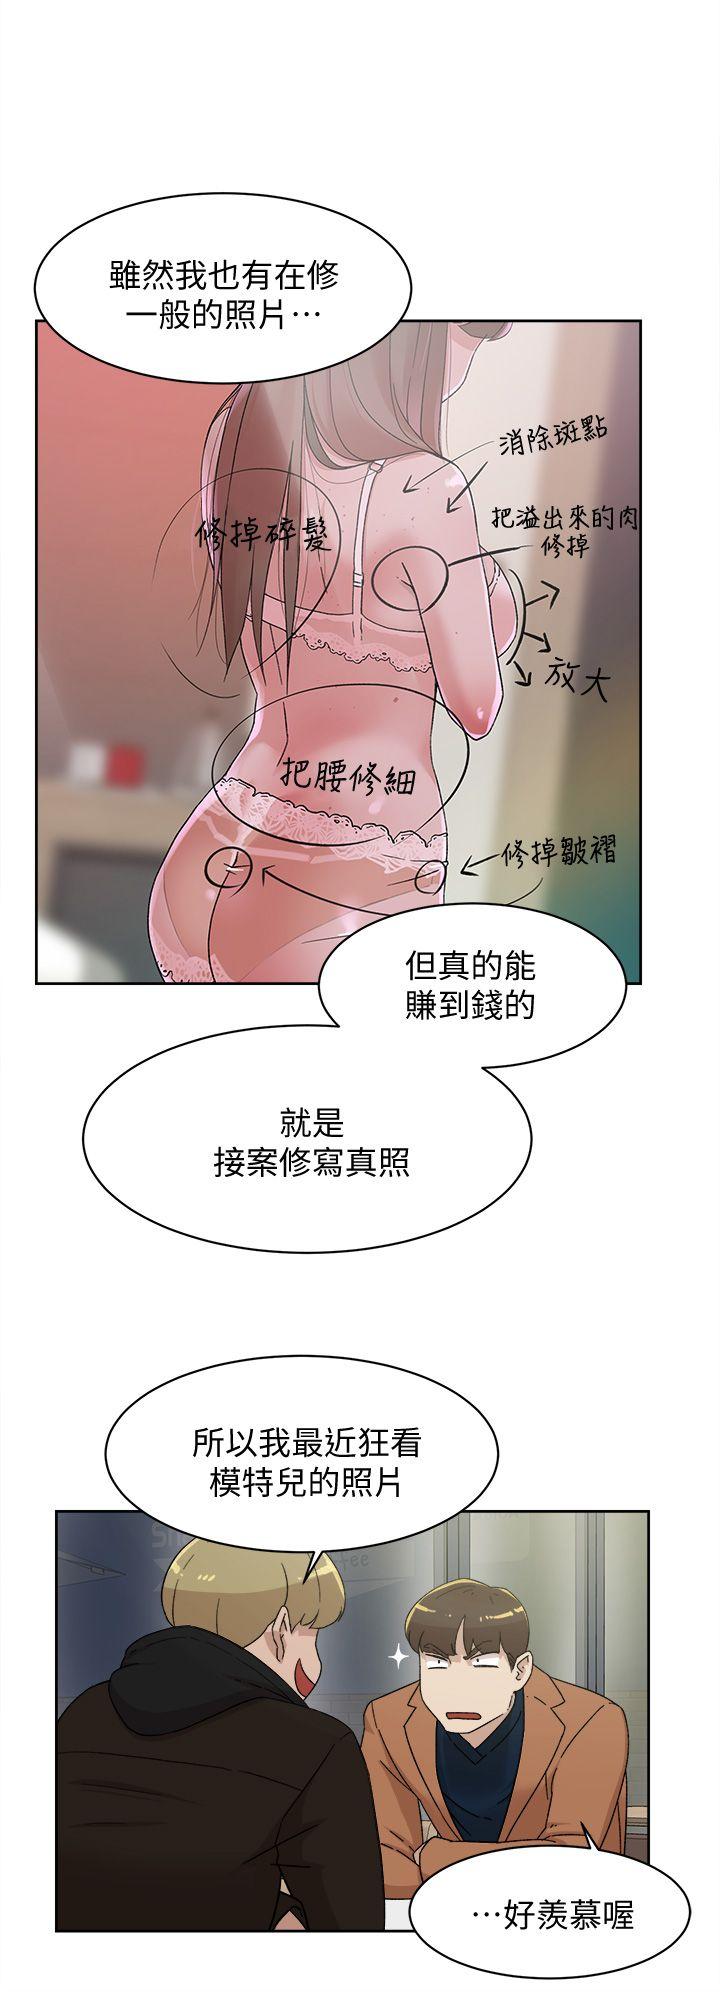 雖然我也有在修
一般的照片…
消除斑點
把溢出來的肉
修掉
修掉碎髮
放大
把腰修細
修掉皺褶
但真的能
賺到錢的
就是
接案修寫真照
所以我最近狂看
模特兒的照片
…好羨慕喔